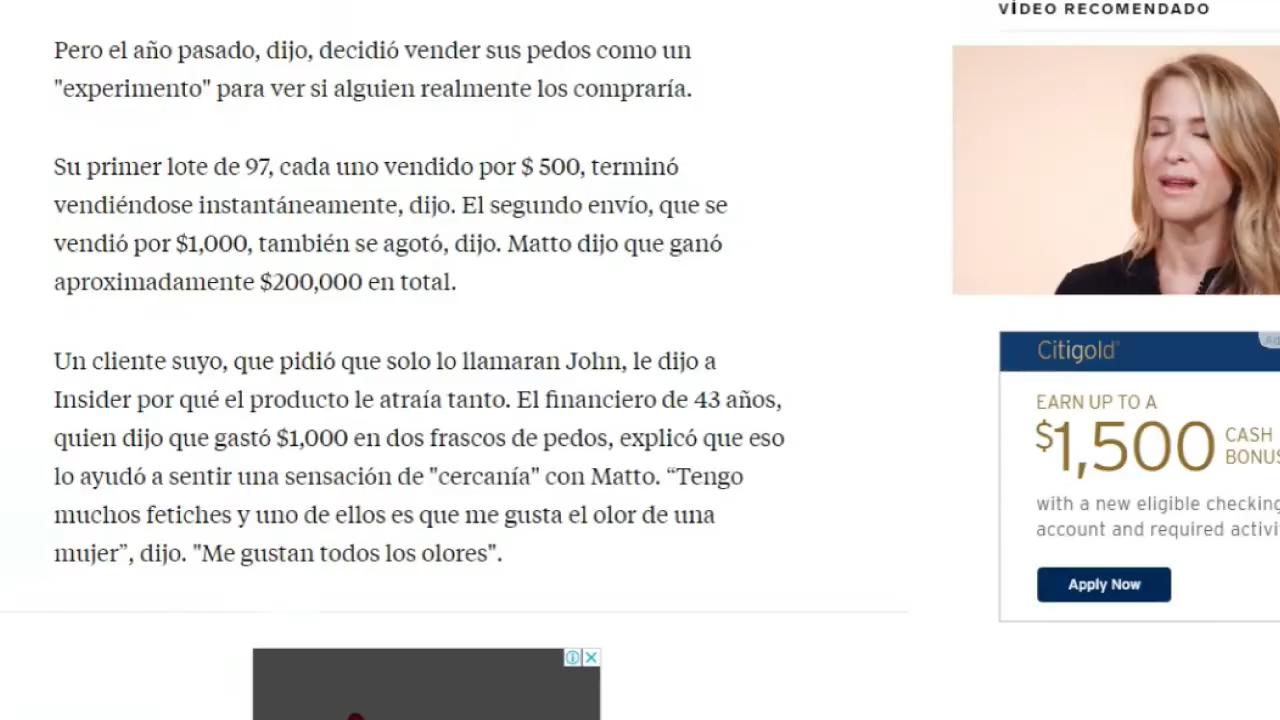 VÍDEO RECOMENDADO
Pero el año pasado, dijo, decidió vender sus pedos como un
"experimento" para ver si alguien realmente los compraría.
Su primer lote de 97, cada uno vendido por $ 500, terminó
vendiéndose instantáneamente, dijo. El segundo envío, que se
vendió por $1,000, también se agotó, dijo. Matto dijo que ganó
aproximadamente $200,000 en total.
Un cliente suyo, que pidió que solo lo llamaran John, le dijo a
Insider por qué el producto le atraía tanto. El financiero de 43 años,
quien dijo que gastó $1,000 en dos frascos de pedos, explicó que eso
lo ayudó a sentir una sensación de "cercanía" con Matto. “Tengo
muchos fetiches y uno de ellos es que me gusta el olor de una
mujer”, dijo. "Me gustan todos los olores".
Citigold
EARN UP TO A
$1,500 CASH
with a new eligible checking
account and required
Apply Now